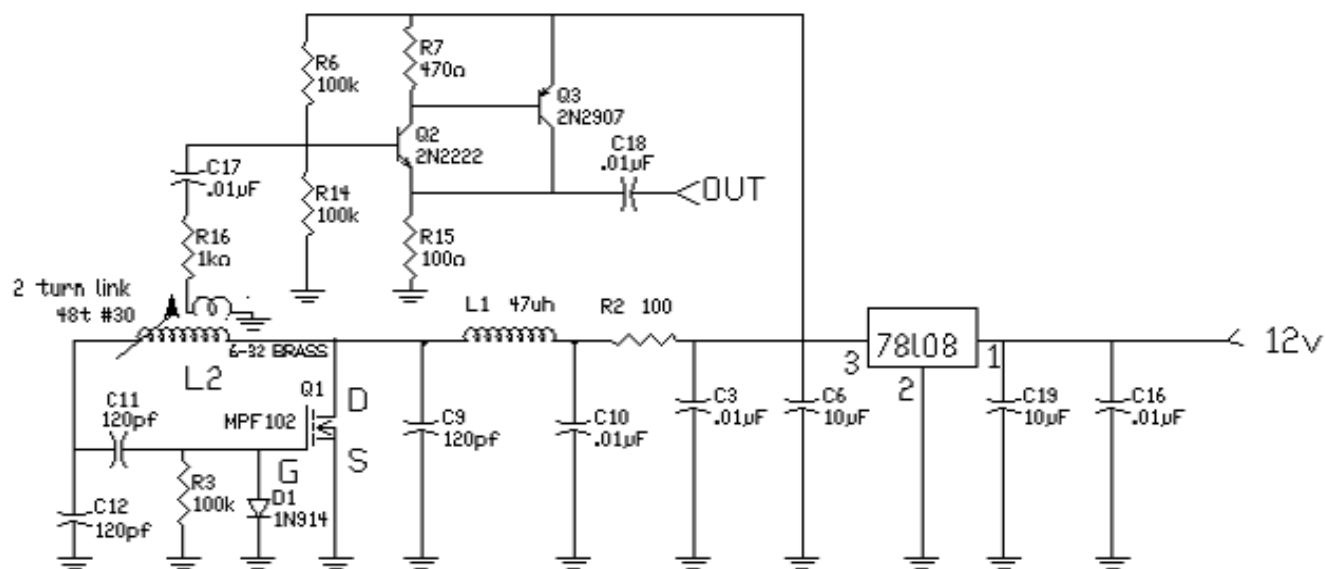 R6
100k
R7
470Ω
Q3
2N2907
Q2
2N2222
C18
.01µF
OUT
C17
.01µF
R14
100k
R16
1kΩ
R15
100Ω
2 turn link
48t #30
6-32 BRASS
L2
L1 47uh
R2 100
78l08
3
2
1
12v
C11
120pf
Q1
MPF102
D
S
G
C9
120pf
C10
.01µF
C3
.01µF
C6
10µF
C19
10µF
C16
.01µF
R3
100k
D1
1N914
C12
120pf